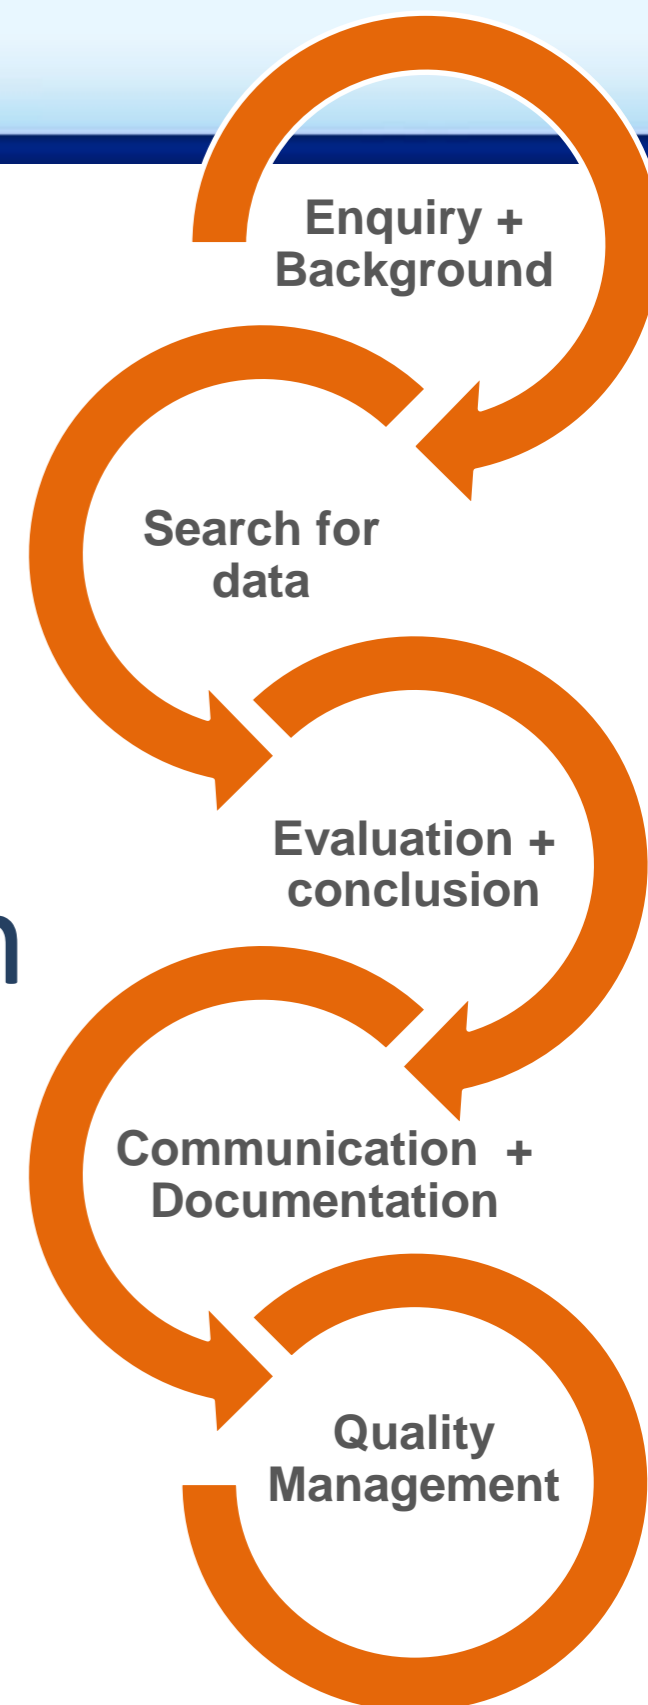 Enquiry +
Background
Search for
data
Evaluation +
conclusion
n
Communication +
Documentation
Quality
Management